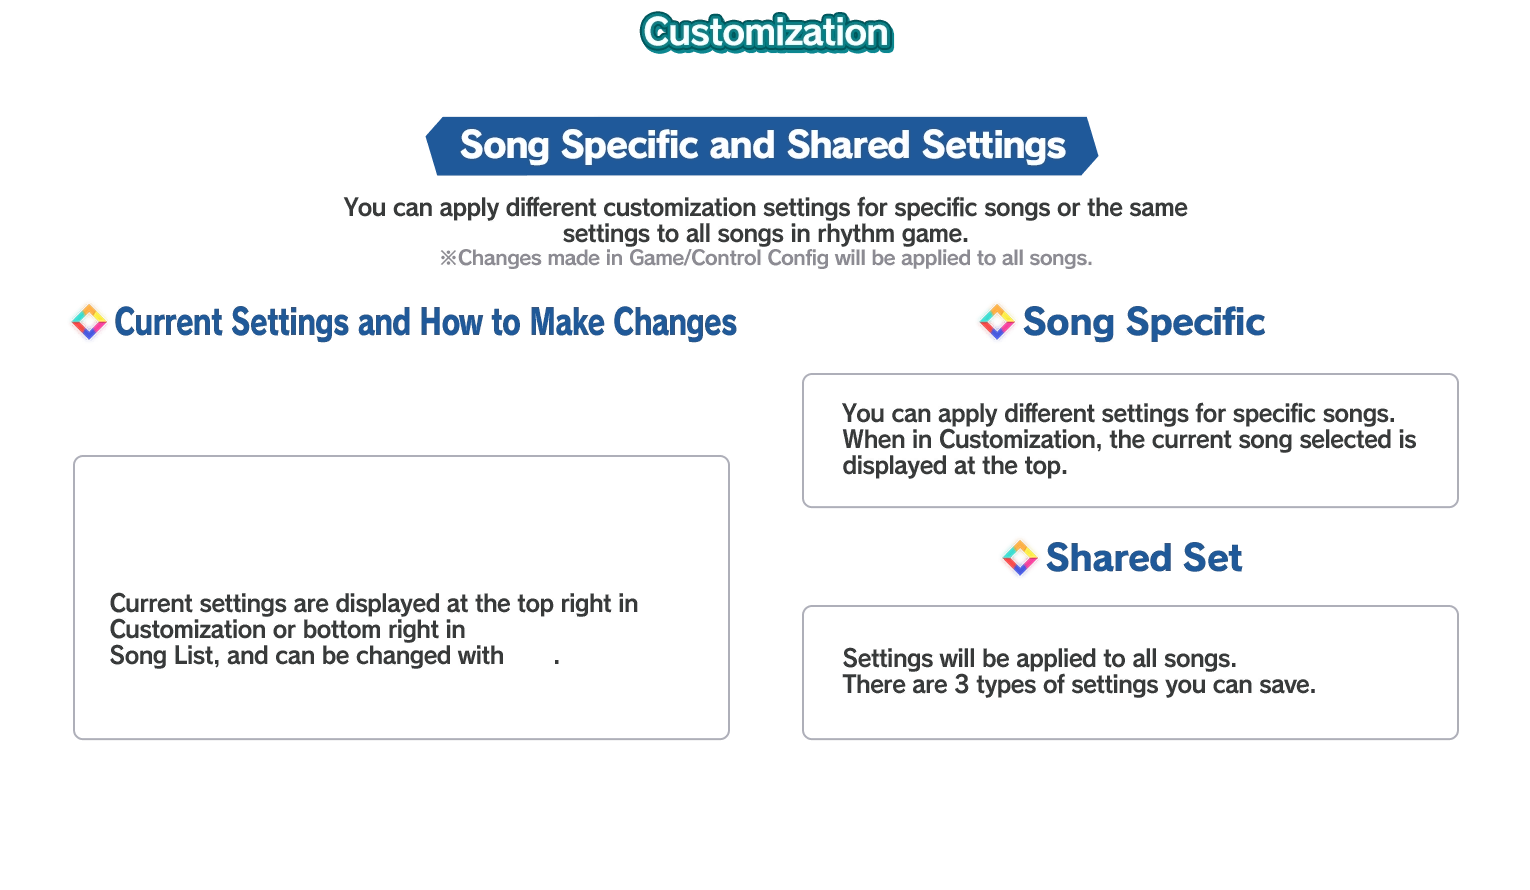 Customization
Song Specific and Shared Settings
You can apply different customization settings for specific songs or the same
settings to all songs in rhythm game.
※Changes made in Game/Control Config will be applied to all songs.
Current Settings and How to Make Changes
Current settings are displayed at the top right in
Customization or bottom right in
Song List, and can be changed with .
Song Specific
You can apply different settings for specific songs.
When in Customization, the current song selected is
displayed at the top.
Shared Set
Settings will be applied to all songs.
There are 3 types of settings you can save.